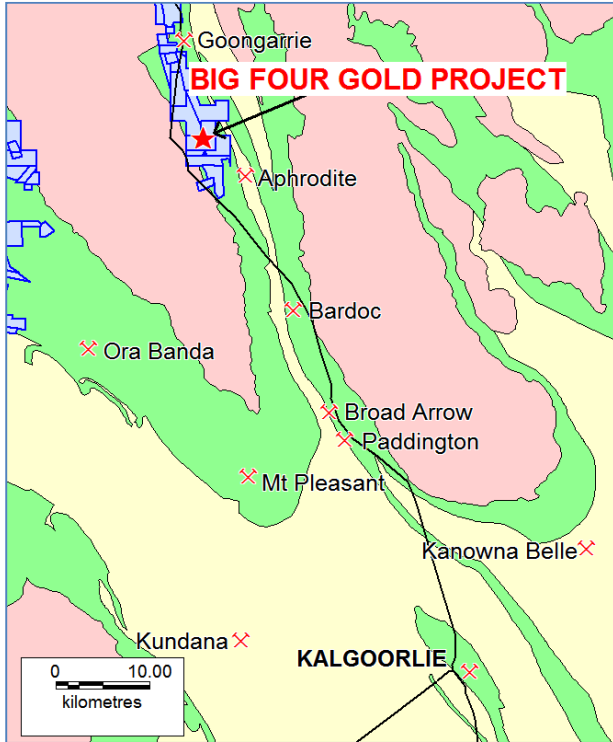 Goongarrie
BIG FOUR GOLD PROJECT
Aphrodite
Bardoc
Ora Banda
Broad Arrow
Paddington
Mt Pleasant
Kanowna Belle
Kundana
KALGOORLIE
0 10.00
kilometres